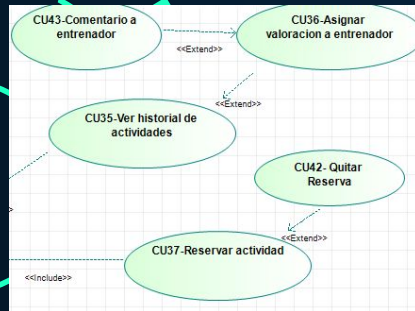 CU43-Comentario a
entrenador
CU36-Asignar
valoracion a entrenador
<<Extend>>
<<Extend>>
CU35-Ver historial de
actividades
CU42- Quitar
Reserva
>
<<Extend>>
CU37-Reservar actividad
<<Include>>